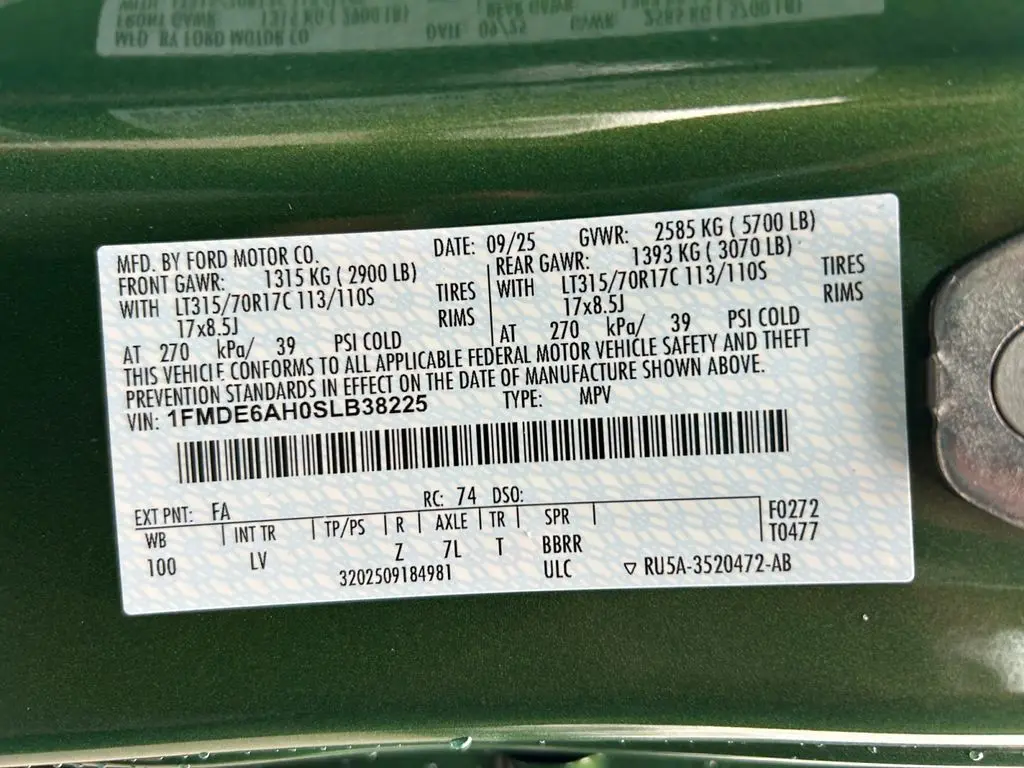 MFD. BY FORD MOTOR CO. DATE: 09/25 GVWR: 2585 KG ( 5700 LB)
FRONT GAWR: 1315 KG ( 2900 LB) REAR GAWR: 1393 KG ( 3070 LB)
WITH LT315/70R17C 113/110S TIRES WITH LT315/70R17C 113/110S TIRES
17x8.5J RIMS 17x8.5J RIMS
AT 270 kPa/ 39 PSI COLD AT 270 kPa/ 39 PSI COLD
THIS VEHICLE CONFORMS TO ALL APPLICABLE FEDERAL MOTOR VEHICLE SAFETY AND THEFT
PREVENTION STANDARDS IN EFFECT ON THE DATE OF MANUFACTURE SHOWN ABOVE.
VIN: 1FMDE6AH0SLB38225 TYPE: MPV
EXT PNT: FA RC: 74 DSO:
WB INT TR TP/PS R AXLE TR SPR F0272
100 LV Z 7L T BBRR T0477
3202509184981 ULC ▽ RU5A-3520472-AB